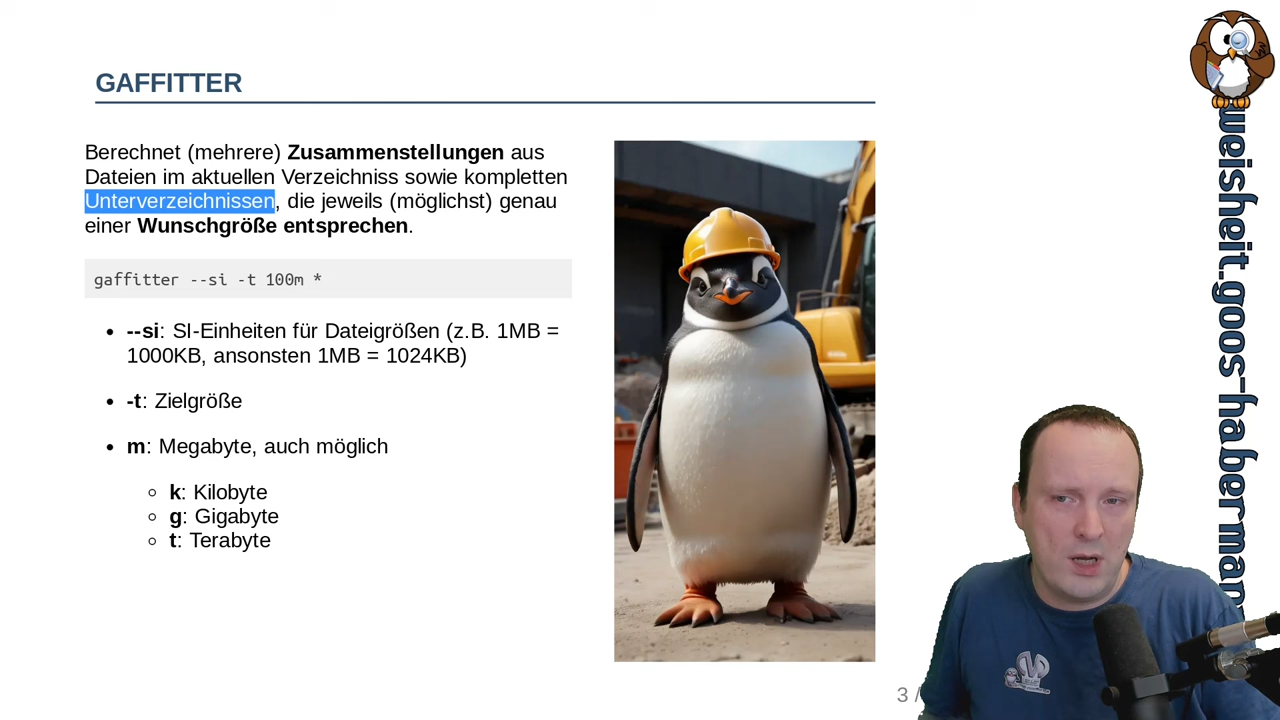 GAFFITTER
Berechnet (mehrere) Zusammenstellungen aus
Dateien im aktuellen Verzeichniss sowie kompletten
Unterverzeichnissen, die jeweils (möglichst) genau
einer Wunschgröße entsprechen.
gaffitter --si -t 100m *
• --si: SI-Einheiten für Dateigrößen (z.B. 1MB =
1000KB, ansonsten 1MB = 1024KB)
• -t: Zielgröße
• m: Megabyte, auch möglich
◦ k: Kilobyte
◦ g: Gigabyte
◦ t: Terabyte
3 /
weisheit.goos-haberman